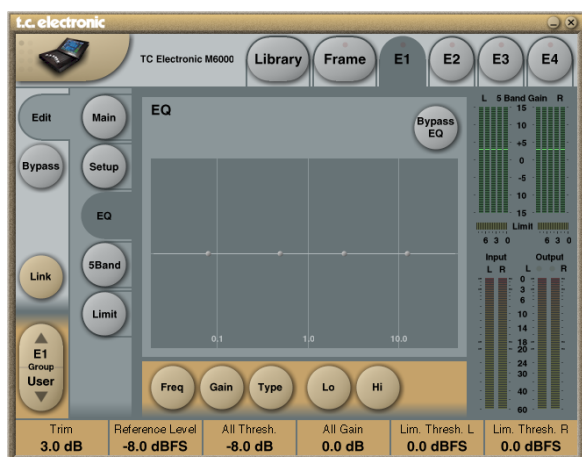 t.c. electronic
TC Electronic M6000
Library
Frame
E1
E2
E3
E4
Edit
Bypass
Link
E1
Group
User
Main
Setup
EQ
5Band
Limit
EQ
Bypass
EQ
0.1
1.0
10.0
Freq
Gain
Type
Lo
Hi
L 5 Band Gain R
15
10
+5
0
-5
10
15
Limit
6 3 0
6 3 0
Input
L R
Output
L R
0
3
6
10
14
18
20
24
30
40
60
Trim
3.0 dB
Reference Level
-8.0 dBFS
All Thresh.
-8.0 dB
All Gain
0.0 dB
Lim. Thresh. L
0.0 dBFS
Lim. Thresh. R
0.0 dBFS